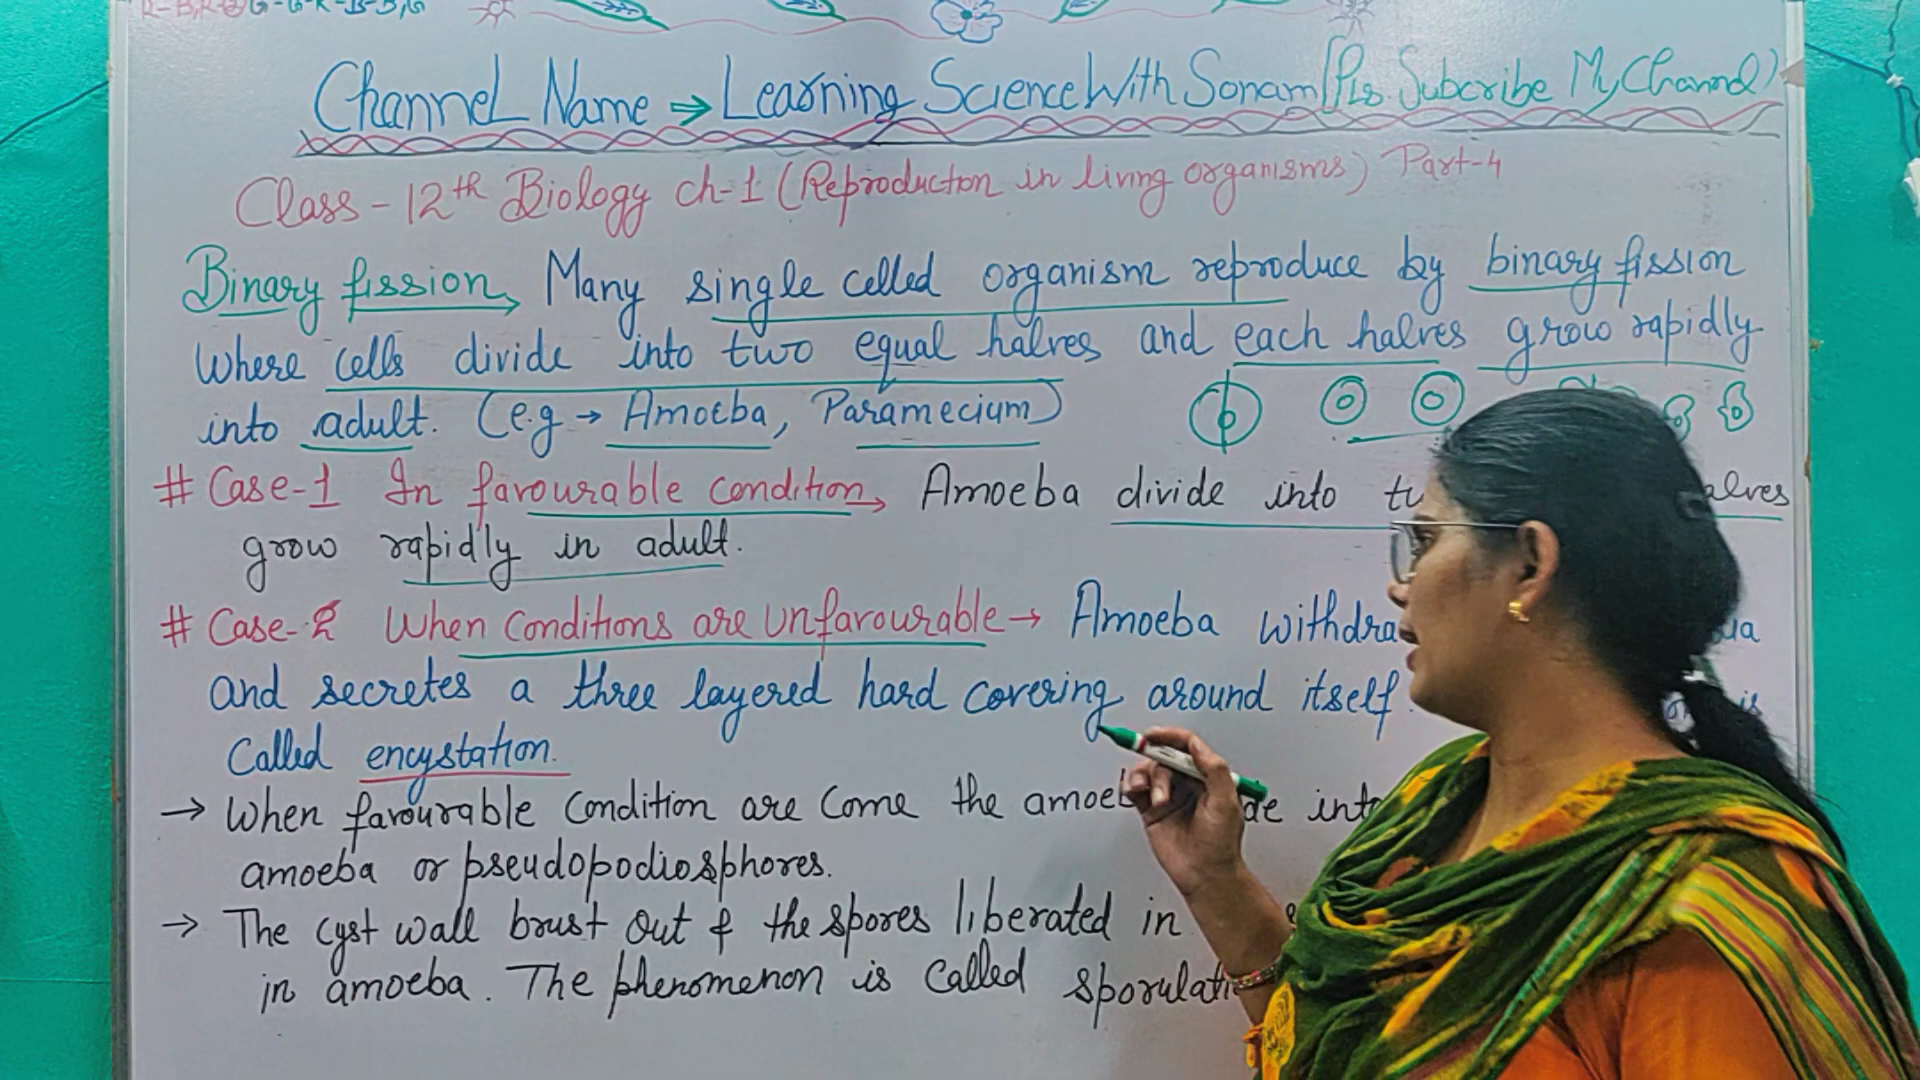 Channel Name → Learning Science With Sonam (Pls. Subcribe My Channel)
Class - 12th Biology ch-1 (Reproduction in living organisms) Part-4
Binary fission, Many single celled organism reproduce by binary fission
Where cells divide into two equal halves and each halves grow rapidly
into adult. (e.g → Amoeba, Paramecium)
# Case-1 In favourable condition, Amoeba divide into
grow rapidly in adult.
# Case-2 When Conditions are Unfavourable → Amoeba
and secretes a three layered hard covering around itself. is
Called encystation.
→ When favourable Condition are Come the
amoeba or pseudopodiosphores.
→ The cyst wall brust out & the spores liberated in
in amoeba. The phenomenon is Called